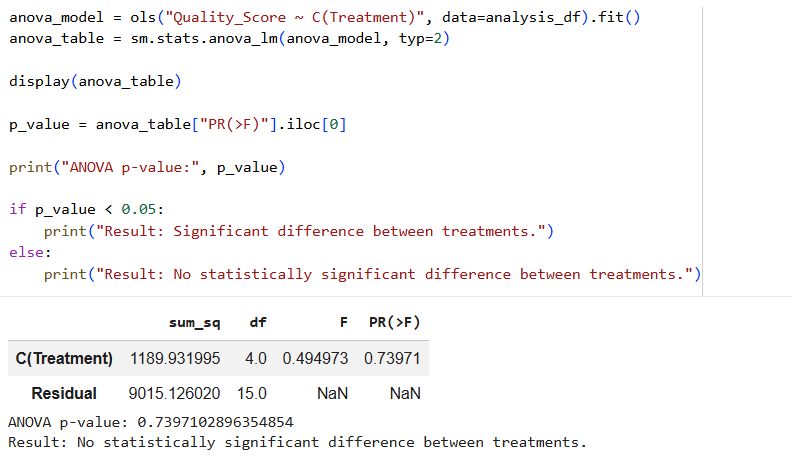 anova_model = ols("Quality_Score ~ C(Treatment)", data=analysis_df).fit()
anova_table = sm.stats.anova_lm(anova_model, typ=2)
display(anova_table)
p_value = anova_table["PR(>F)"].iloc[0]
print("ANOVA p-value:", p_value)
if p_value < 0.05:
    print("Result: Significant difference between treatments.")
else:
    print("Result: No statistically significant difference between treatments.")
sum_sq df F PR(>F)
C(Treatment) 1189.931995 4.0 0.494973 0.73971
Residual 9015.126020 15.0 NaN NaN
ANOVA p-value: 0.7397102896354854
Result: No statistically significant difference between treatments.